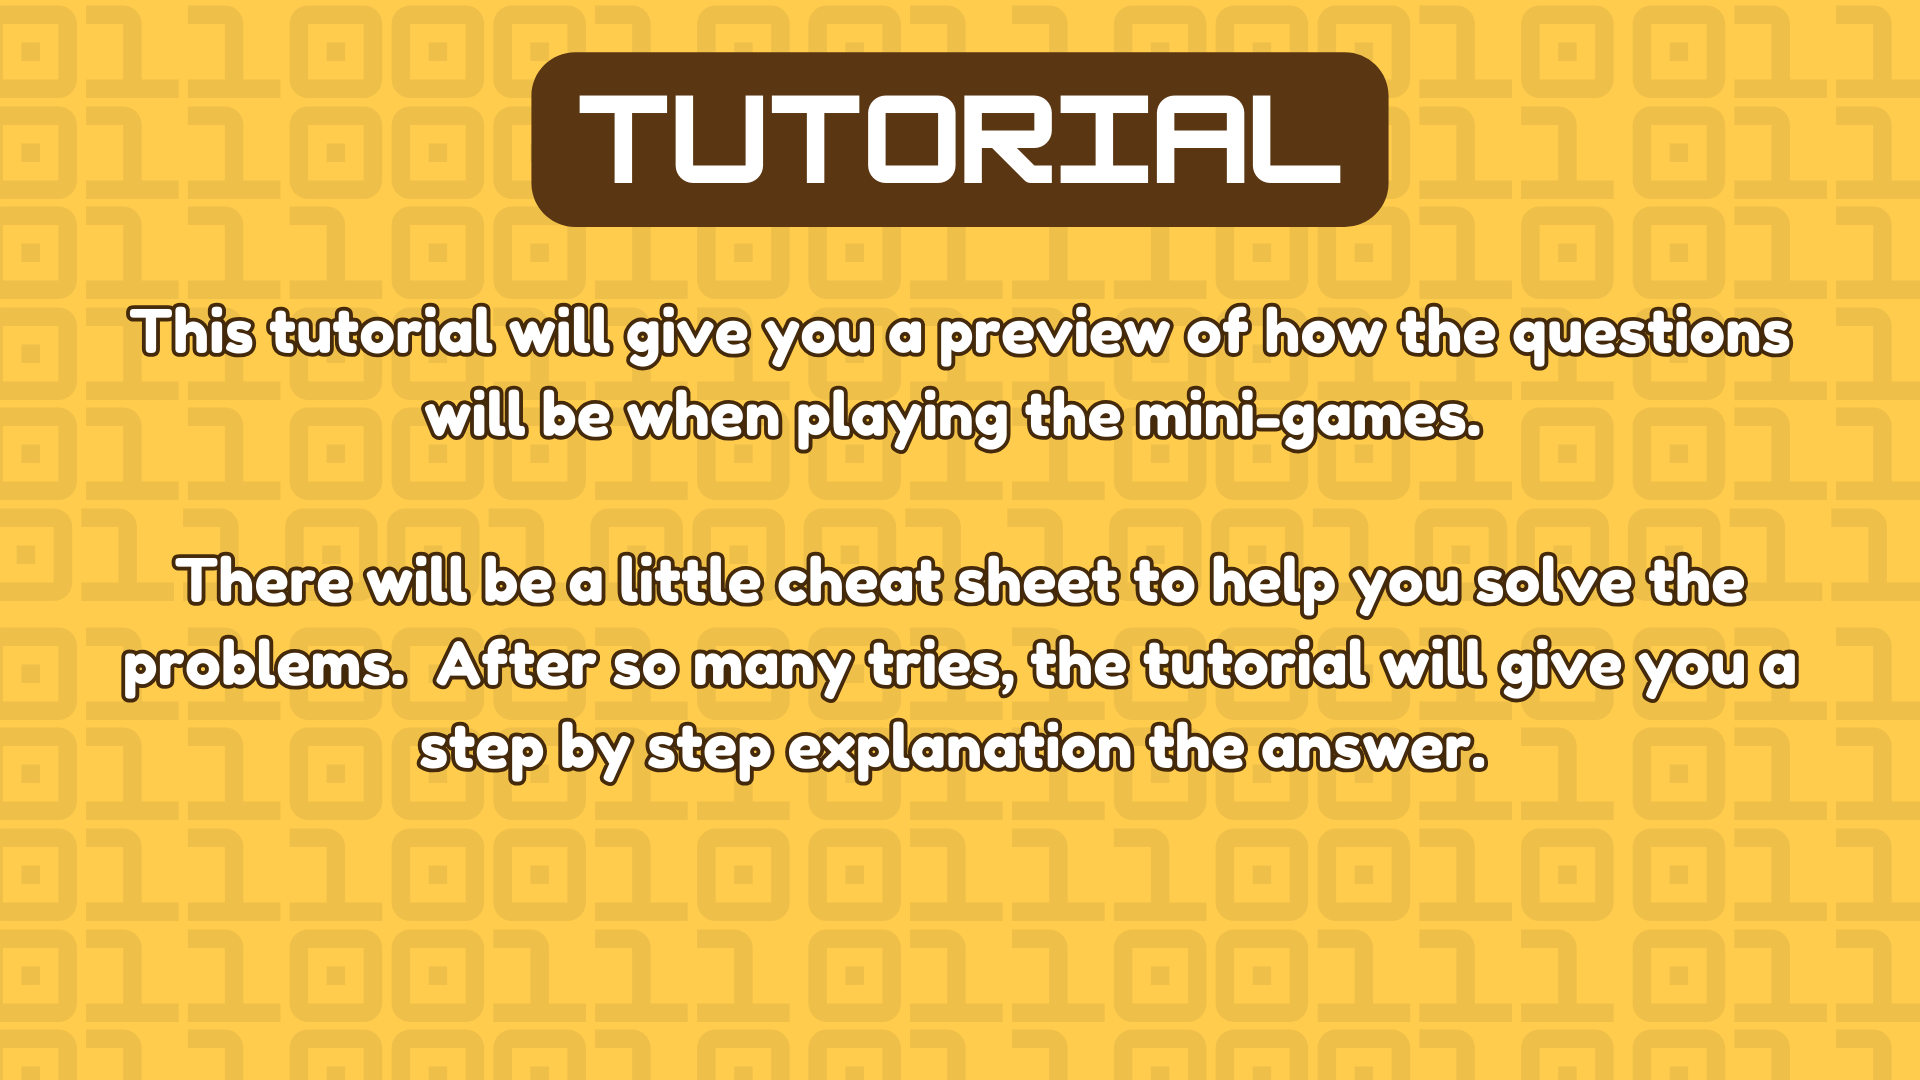 TUTORIAL
This tutorial will give you a preview of how the questions
will be when playing the mini-games.
There will be a little cheat sheet to help you solve the
problems.  After so many tries, the tutorial will give you a
step by step explanation the answer.